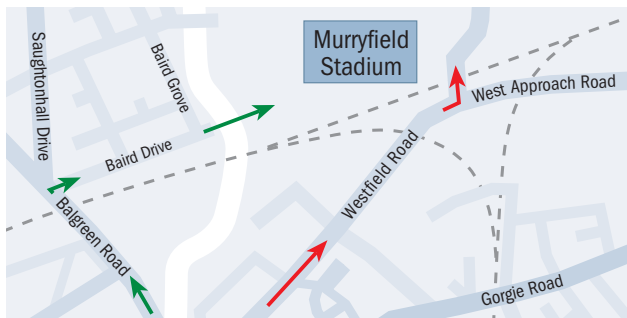 Saughtonhall Drive
Baird Grove
Murryfield
Stadium
West Approach Road
Baird Drive
Westfield Road
Balgreen Road
Gorgie Road